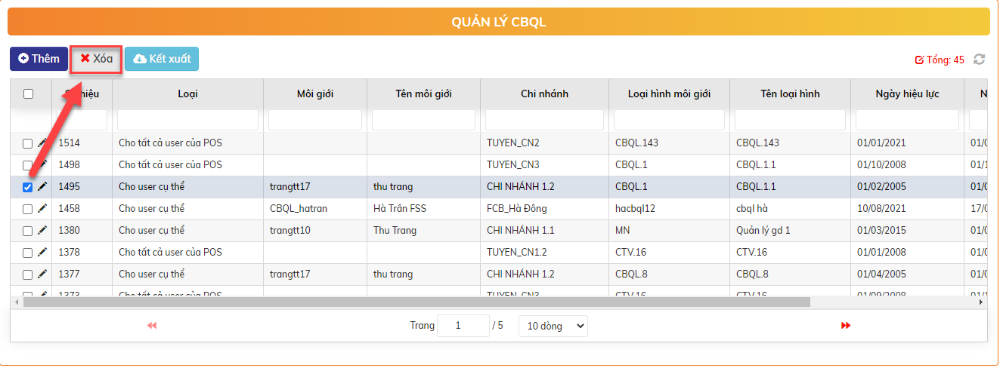 QUẢN LÝ CBQL
Thêm Xóa Kết xuất Tổng: 45
hiệu Loại Môi giới Tên môi giới Chi nhánh Loại hình môi giới Tên loại hình Ngày hiệu lực N
1514 Cho tất cả user của POS TUYEN_CN2 CBQL.143 CBQL.143 01/01/2021 01/0
1498 Cho tất cả user của POS TUYEN_CN3 CBQL.1 CBQL.1.1 01/10/2008 01/1
1495 Cho user cụ thể trangtt17 thu trang CHI NHÁNH 1.2 CBQL.1 CBQL.1.1 01/02/2005 01/0
1458 Cho user cụ thể CBQL_hatran Hà Trần FSS FCB_Hà Đông hacbql12 cbql hà 10/08/2021 17/0
1380 Cho user cụ thể trangtt10 Thu Trang CHI NHÁNH 1.1 MN Quản lý gd 1 01/03/2015 01/0
1378 Cho tất cả user của POS TUYEN_CN1.2 CTV.16 CTV.16 01/01/2008 01/0
1377 Cho user cụ thể trangtt17 thu trang CHI NHÁNH 1.2 CBQL.8 CBQL.8 01/04/2005 01/0
1373 Cho tất cả user của POS TUYEN_CN3 CTV.16 CTV.16 01/09/2008 01/1
Trang 1 / 5 10 dòng